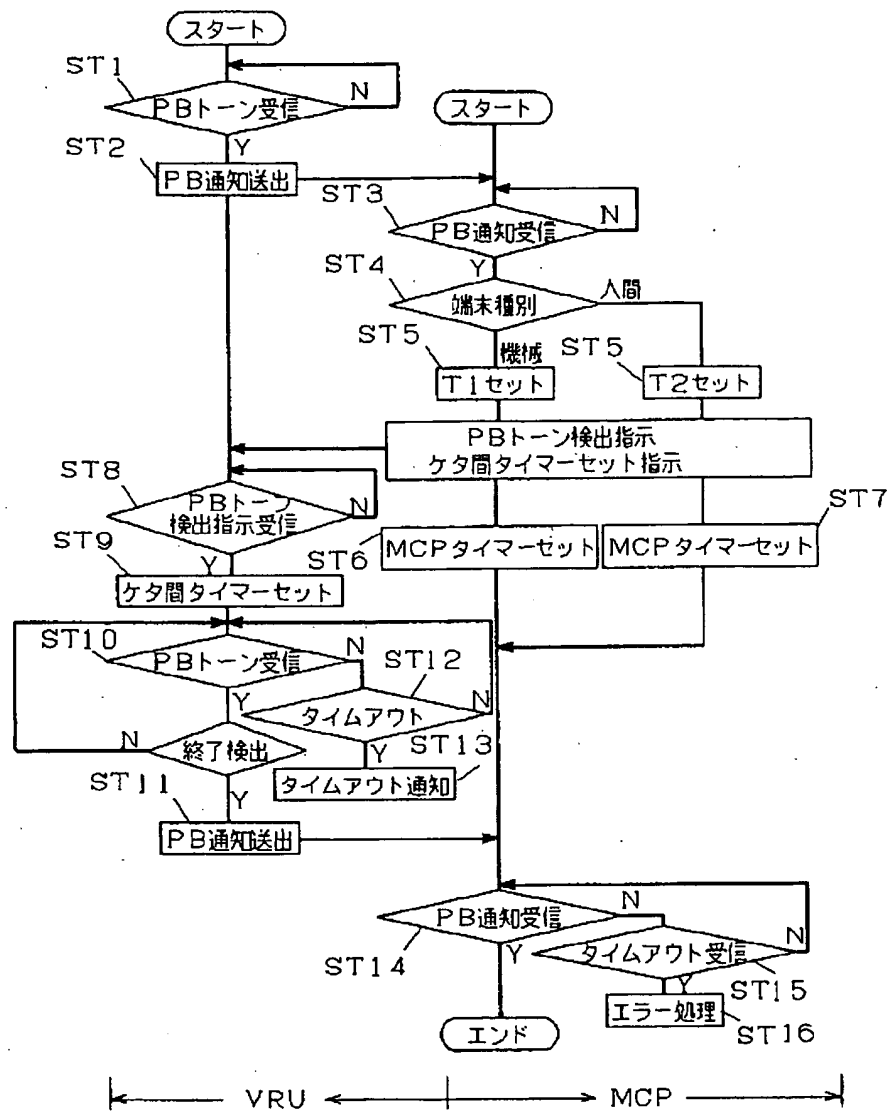 スタート
ST1
PBトーン受信
N
Y
スタート
ST2
PB通知送出
ST3
PB通知受信
N
Y
ST4
端末種別
人間
機械
ST5
T1セット
ST5
T2セット
PBトーン検出指示
ケタ間タイマーセット指示
ST8
PBトーン
検出指示受信
N
Y
ST6
MCPタイマーセット
ST7
MCPタイマーセット
ST9
ケタ間タイマーセット
ST10
PBトーン受信
N
Y
ST12
タイムアウト
N
Y
終了検出
N
Y
ST13
タイムアウト通知
ST11
PB通知送出
PB通知受信
N
Y
ST14
タイムアウト受信
N
Y
ST15
エラー処理
ST16
エンド
VRU
MCP